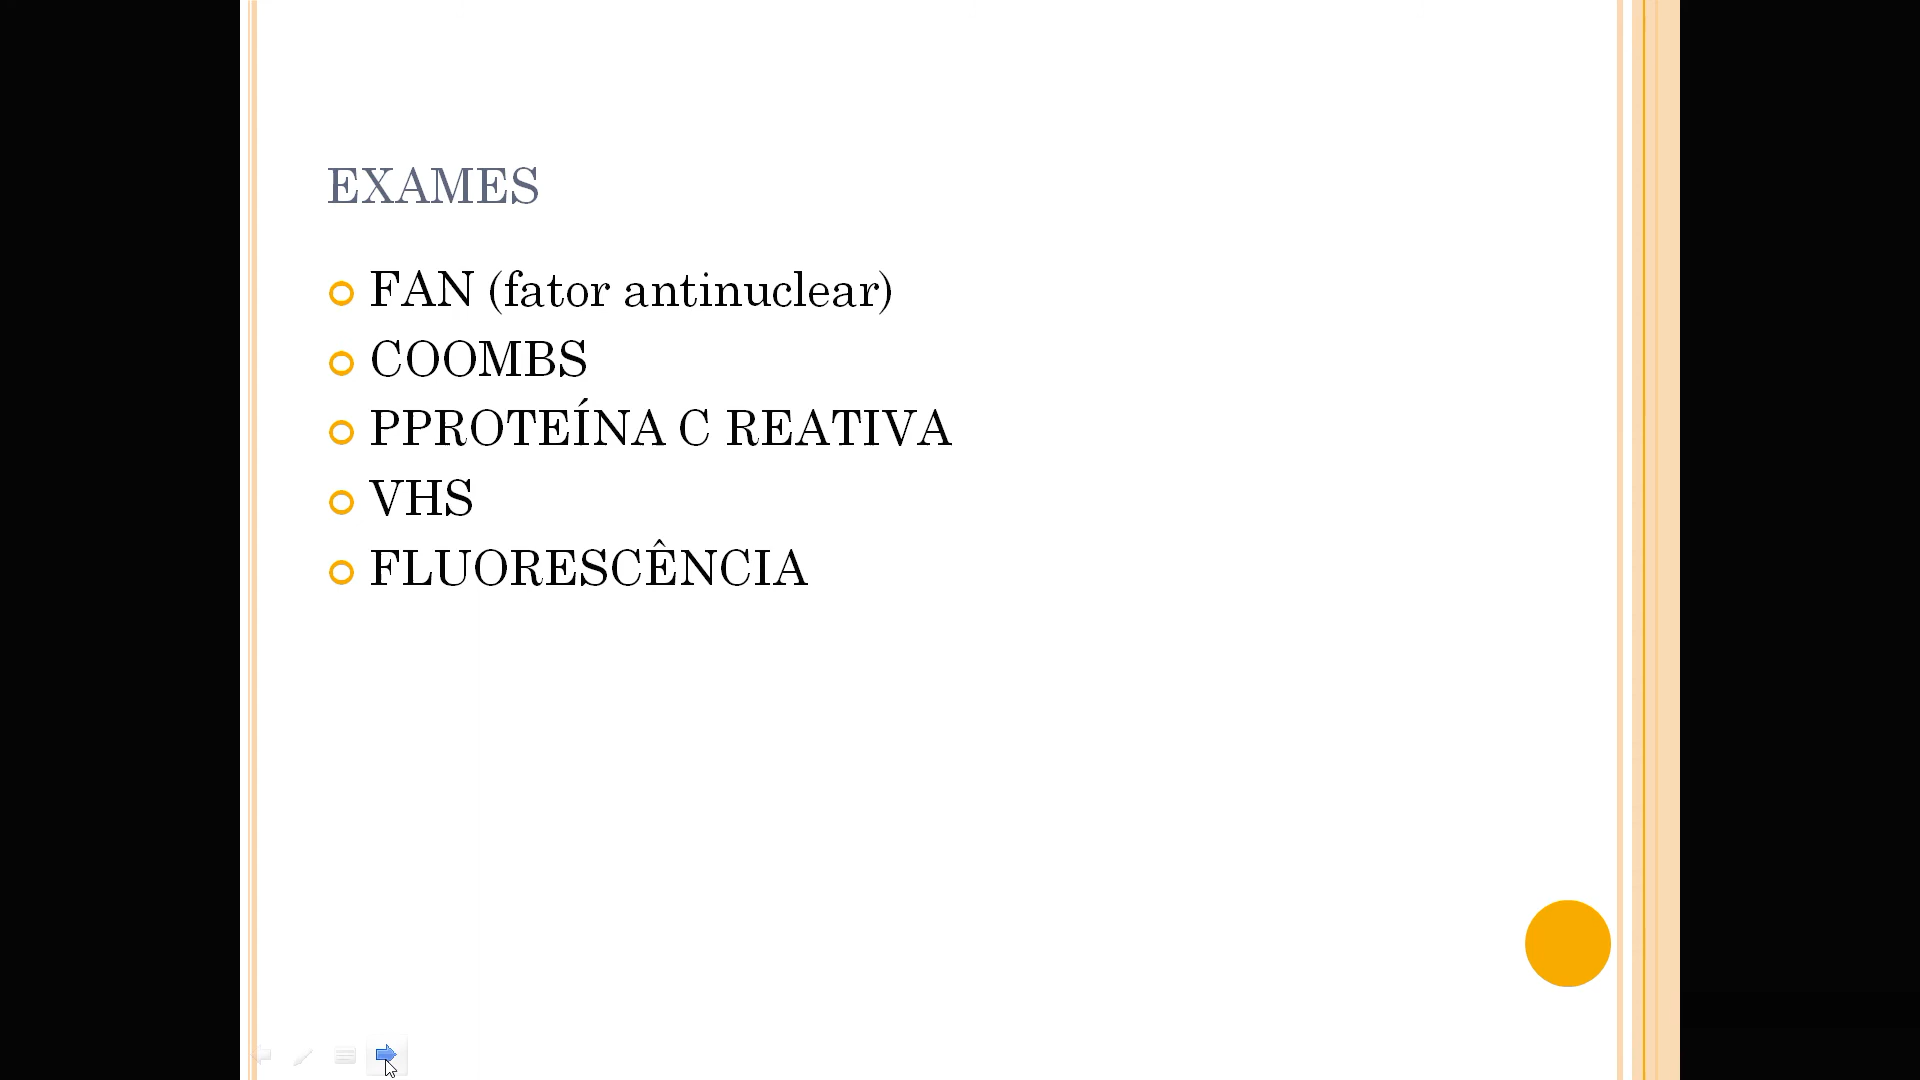 EXAMES
FAN (fator antinuclear)
COOMBS
PPROTEÍNA C REATIVA
VHS
FLUORESCÊNCIA